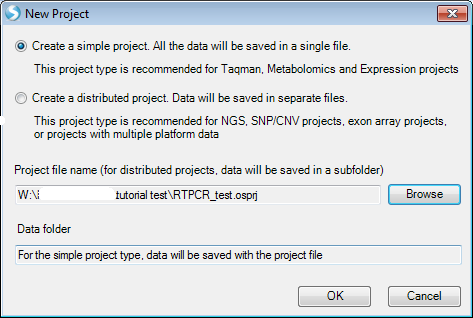 New Project
Create a simple project. All the data will be saved in a single file.
This project type is recommended for Taqman, Metabolomics and Expression projects
Create a distributed project. Data will be saved in separate files.
This project type is recommended for NGS, SNP/CNV projects, exon array projects,
or projects with multiple platform data
Project file name (for distributed projects, data will be saved in a subfolder)
W:\ tutorial test\RTPCR_test.osprj
Browse
Data folder
For the simple project type, data will be saved with the project file
OK
Cancel